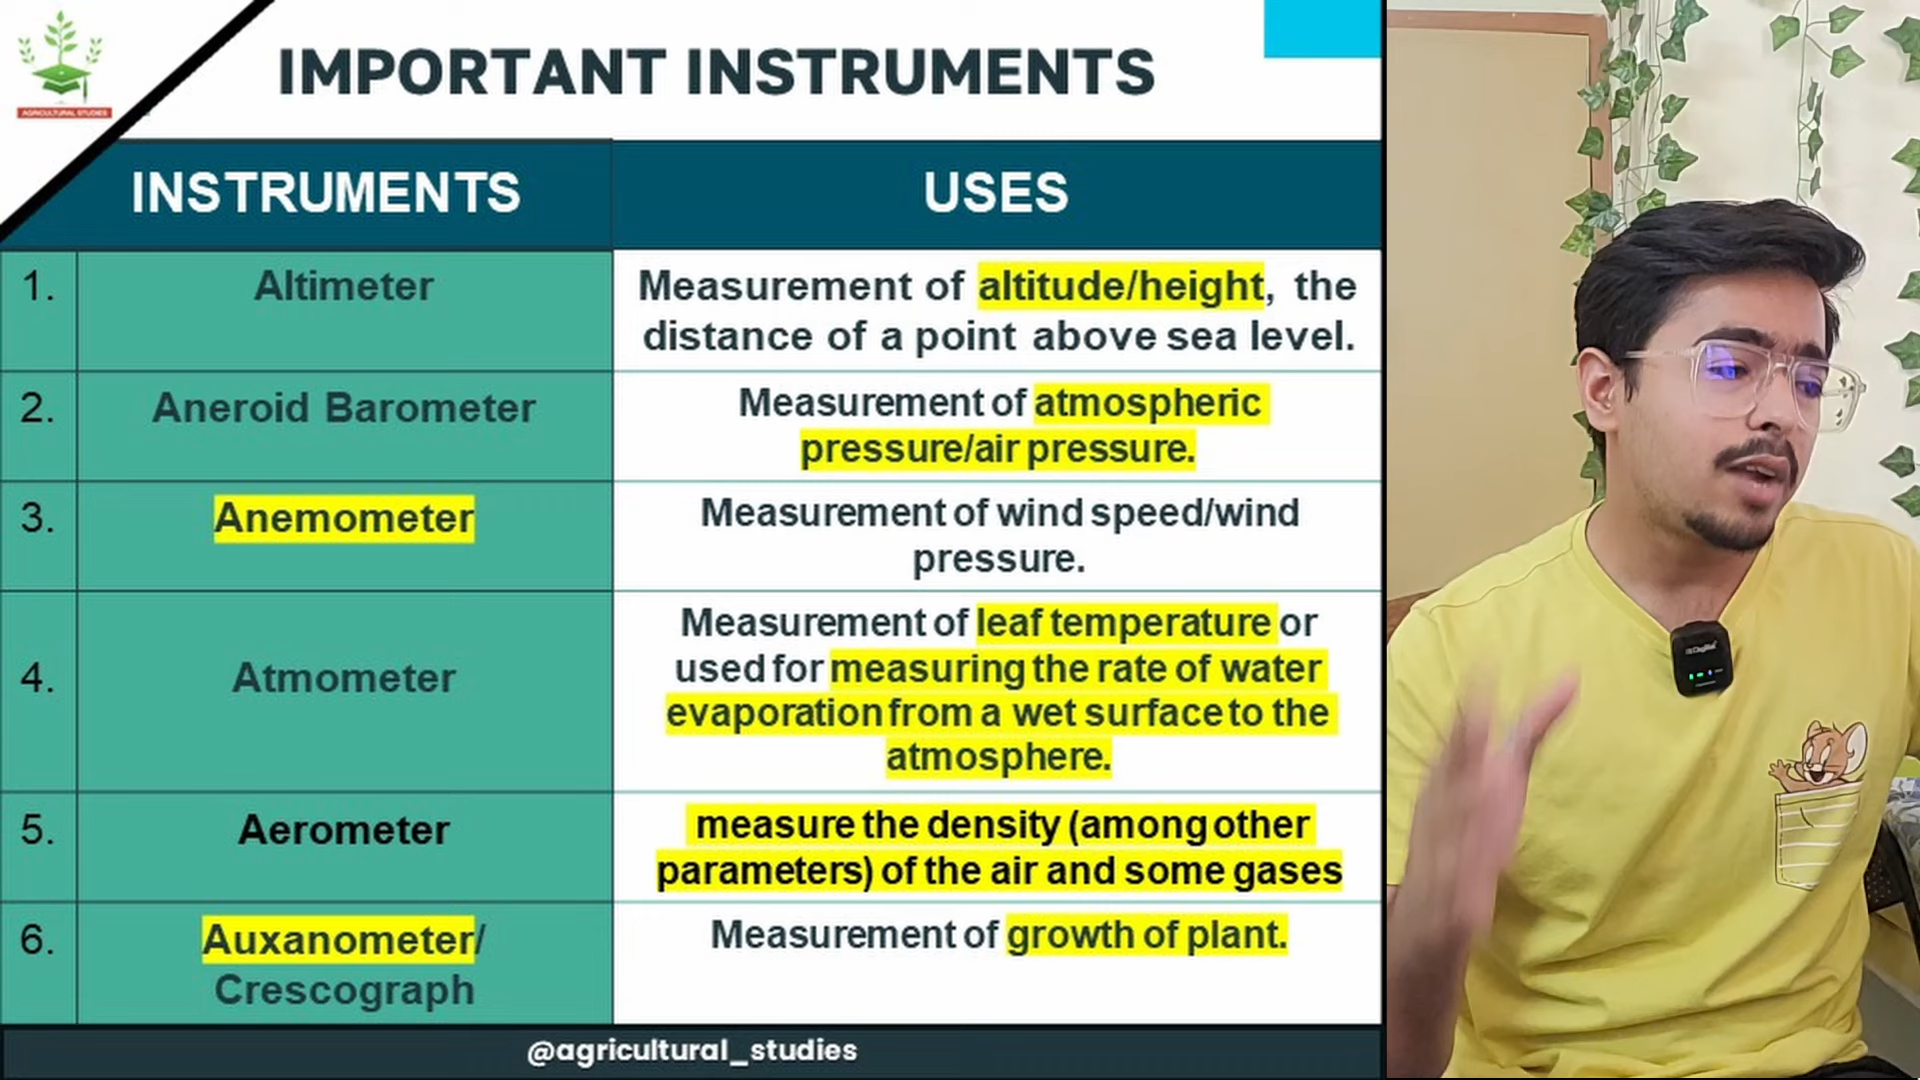 IMPORTANT INSTRUMENTS
AGRICULTURAL STUDIES
INSTRUMENTS
USES
1.
Altimeter
Measurement of altitude/height, the
distance of a point above sea level.
2.
Aneroid Barometer
Measurement of atmospheric
pressure/air pressure.
3.
Anemometer
Measurement of wind speed/wind
pressure.
4.
Atmometer
Measurement of leaf temperature or
used for measuring the rate of water
evaporation from a wet surface to the
atmosphere.
5.
Aerometer
measure the density (among other
parameters) of the air and some gases
6.
Auxanometer/
Crescograph
Measurement of growth of plant.
@agricultural_studies